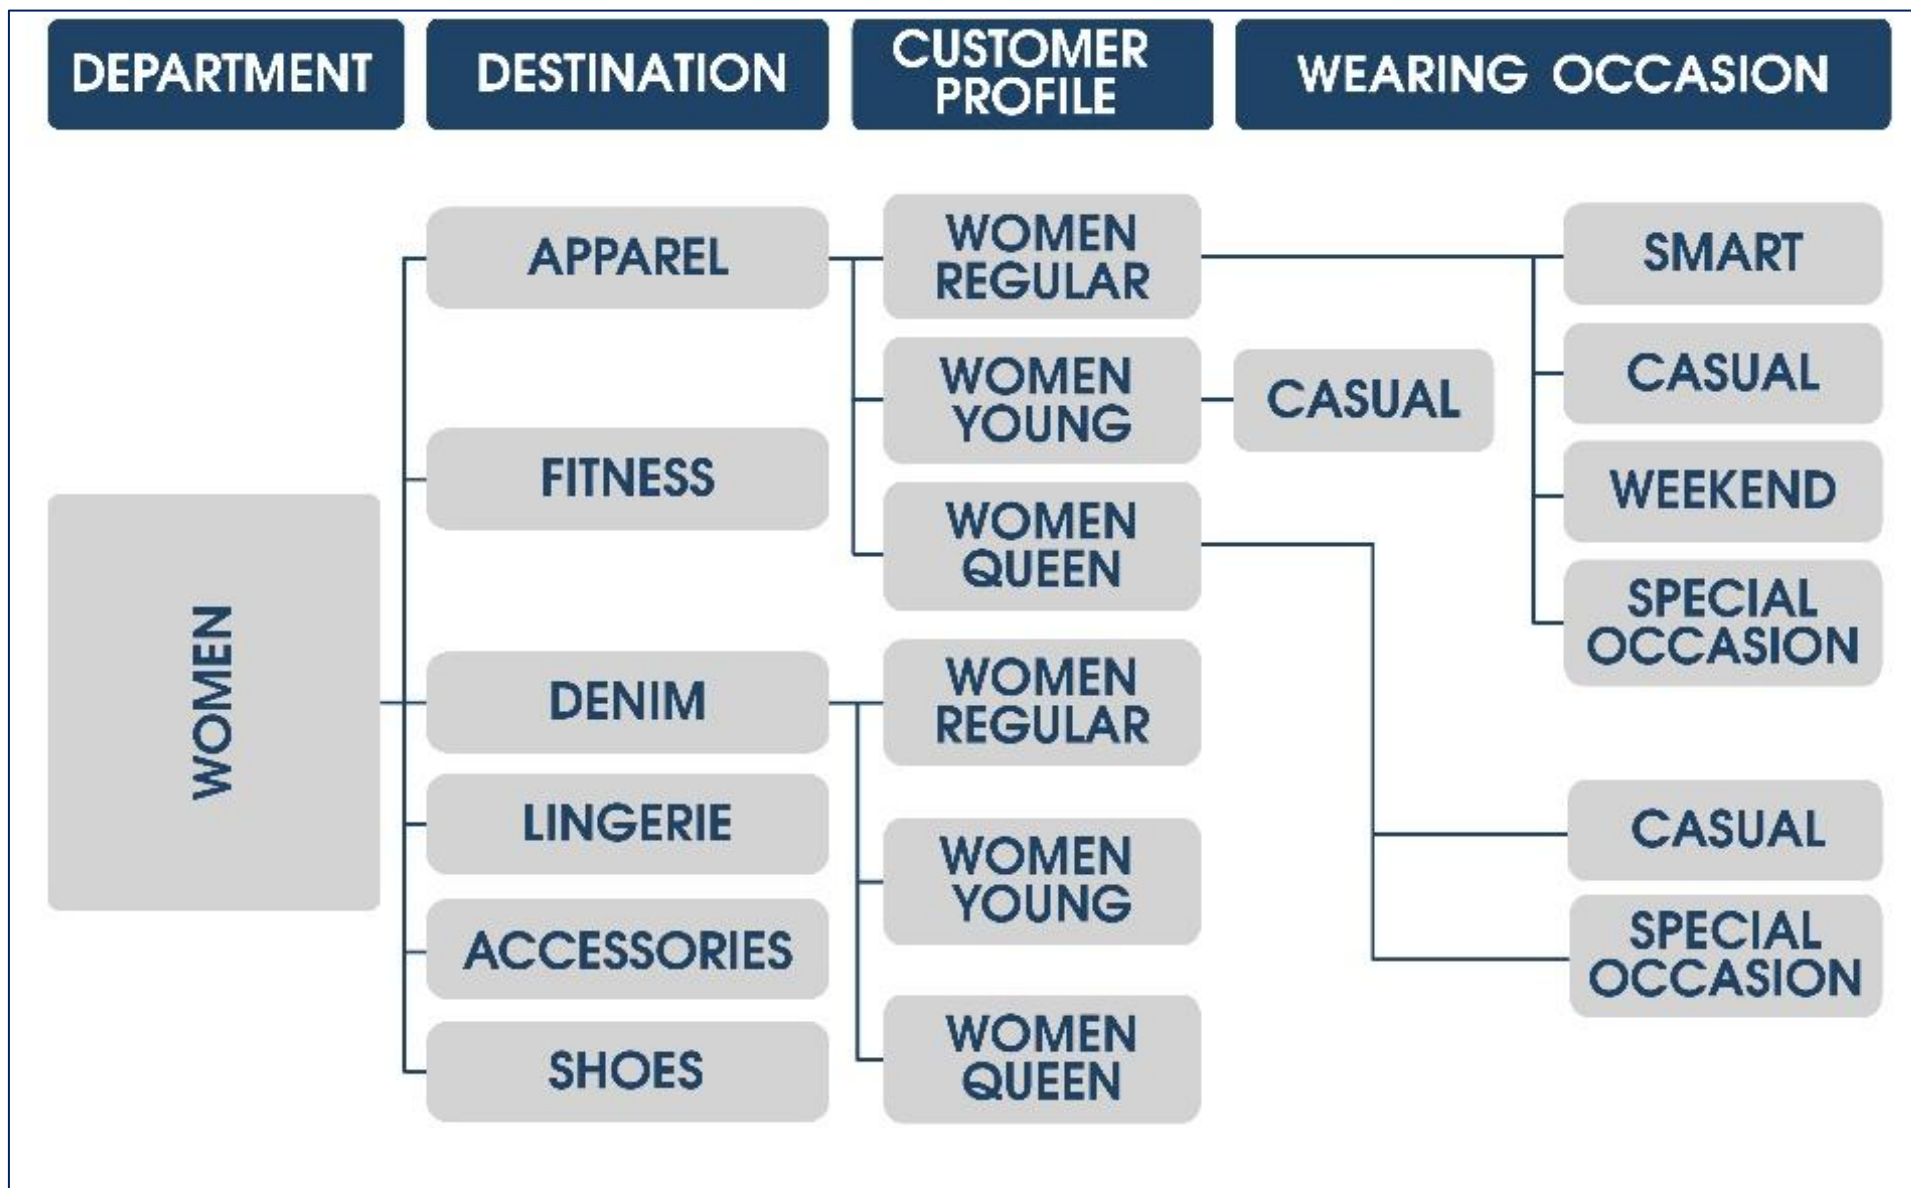 DEPARTMENT
DESTINATION
CUSTOMER
PROFILE
WEARING OCCASION
WOMEN
APPAREL
FITNESS
DENIM
LINGERIE
ACCESSORIES
SHOES
WOMEN
REGULAR
WOMEN
YOUNG
WOMEN
QUEEN
WOMEN
REGULAR
WOMEN
YOUNG
WOMEN
QUEEN
CASUAL
SMART
CASUAL
WEEKEND
SPECIAL
OCCASION
CASUAL
SPECIAL
OCCASION